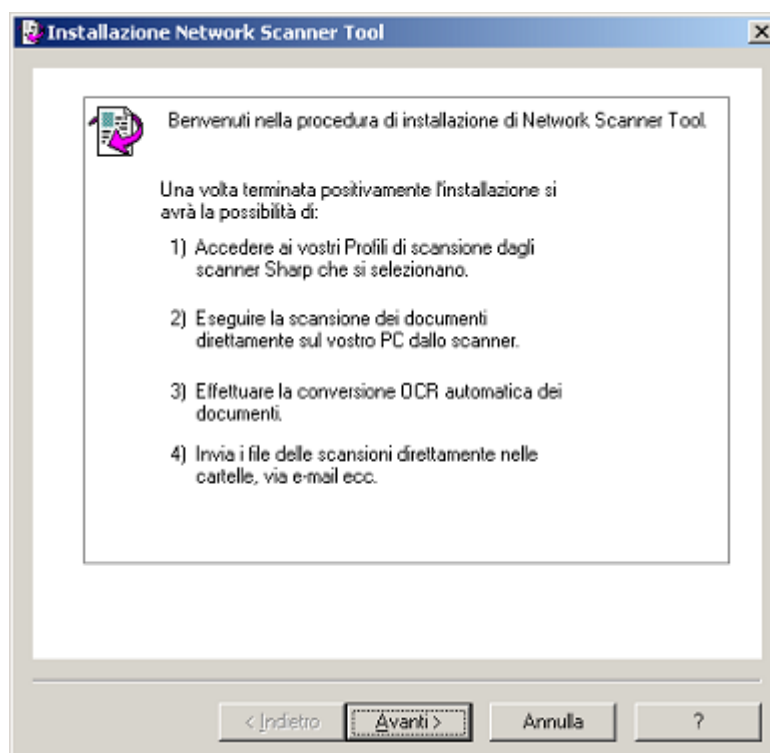 Installazione Network Scanner Tool
Benvenuti nella procedura di installazione di Network Scanner Tool.
Una volta terminata positivamente l'installazione si
avrà la possibilità di:
1) Accedere ai vostri Profili di scansione dagli
scanner Sharp che si selezionano.
2) Eseguire la scansione dei documenti
direttamente sul vostro PC dallo scanner.
3) Effettuare la conversione OCR automatica dei
documenti.
4) Invia i file delle scansioni direttamente nelle
cartelle, via e-mail ecc.
< Indietro Avanti > Annulla ?